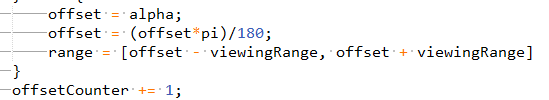 offset = alpha;
offset = (offset*pi)/180;
range = [offset - viewingRange, offset + viewingRange]
}
offsetCounter += 1;